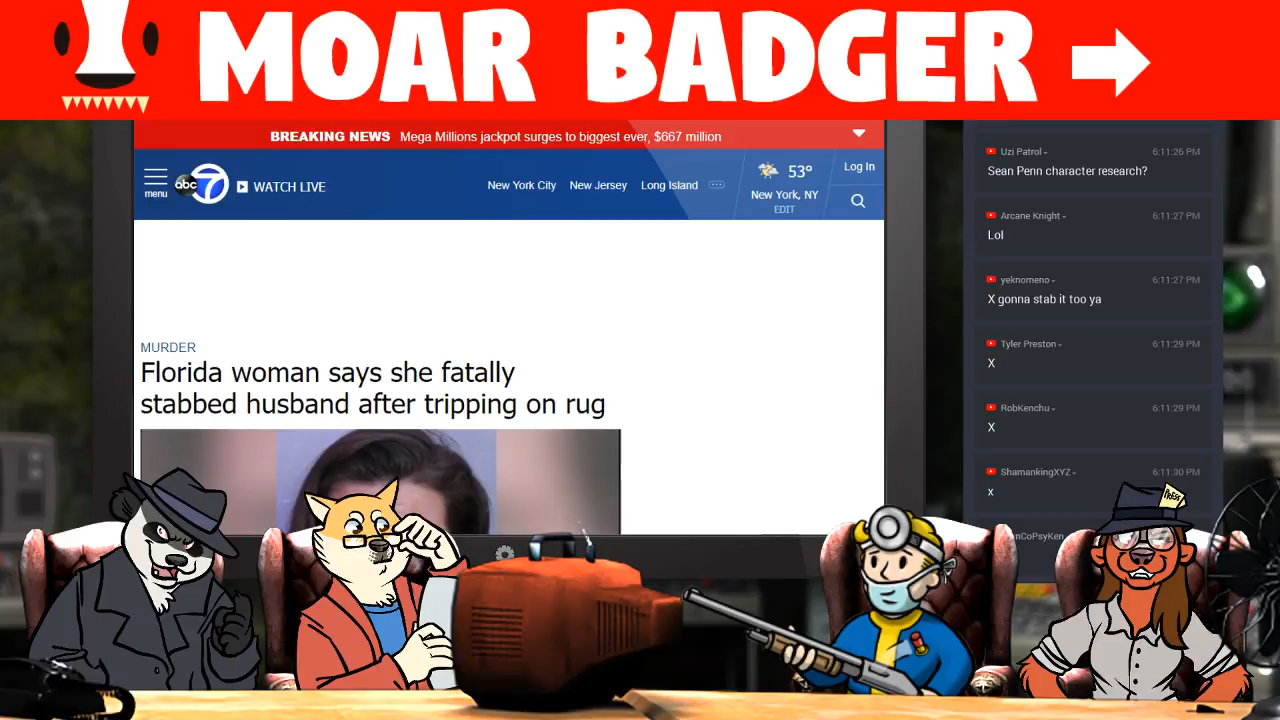 MOAR BADGER
BREAKING NEWS Mega Millions jackpot surges to biggest ever, $667 million
menu
abc 7
WATCH LIVE
New York City New Jersey Long Island
53°
New York, NY
EDIT
Log In
MURDER
Florida woman says she fatally
stabbed husband after tripping on rug
Uzi Patrol 6:11:26 PM
Sean Penn character research?
Arcane Knight 6:11:27 PM
Lol
yeknomeno 6:11:27 PM
X gonna stab it too ya
Tyler Preston 6:11:29 PM
X
RobKenchu 6:11:29 PM
X
ShamankingXYZ 6:11:30 PM
x
PRESS